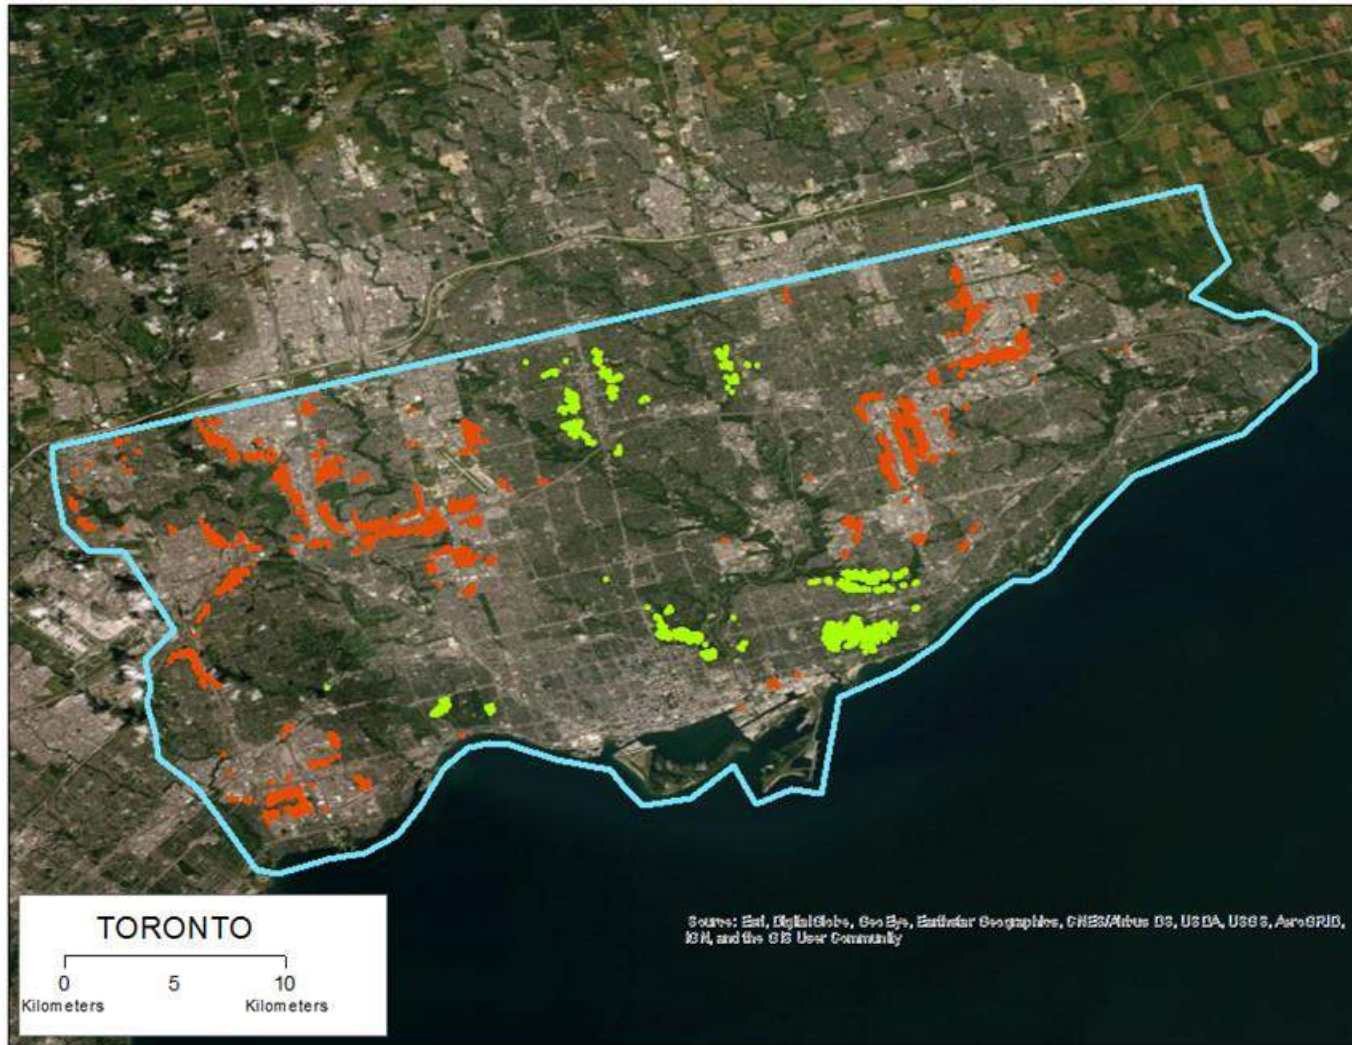 TORONTO
0 5 10
Kilometers Kilometers
Source: Esri, DigitalGlobe, GeoEye, Earthstar Geographics, CNES/Airbus DS, USDA, USGS, AeroGRID,
IGN, and the GIS User Community